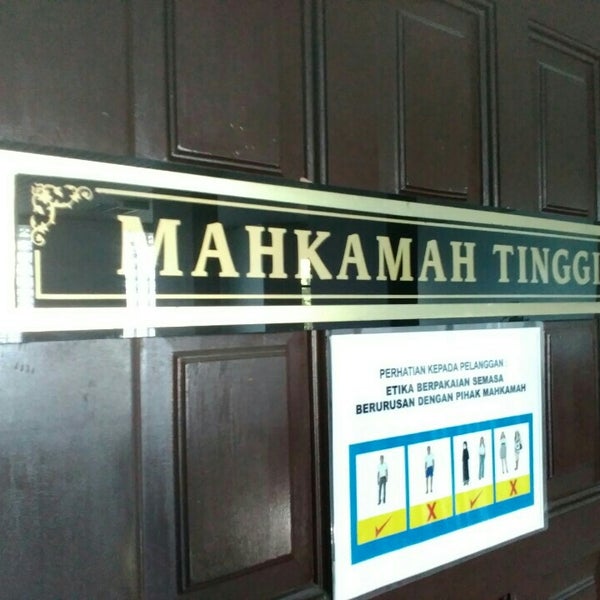 MAHKAMAH TINGGI
PERHATIAN KEPADA PELANGGAN :
ETIKA BERPAKAIAN SEMASA
BERURUSAN DENGAN PIHAK MAHKAMAH